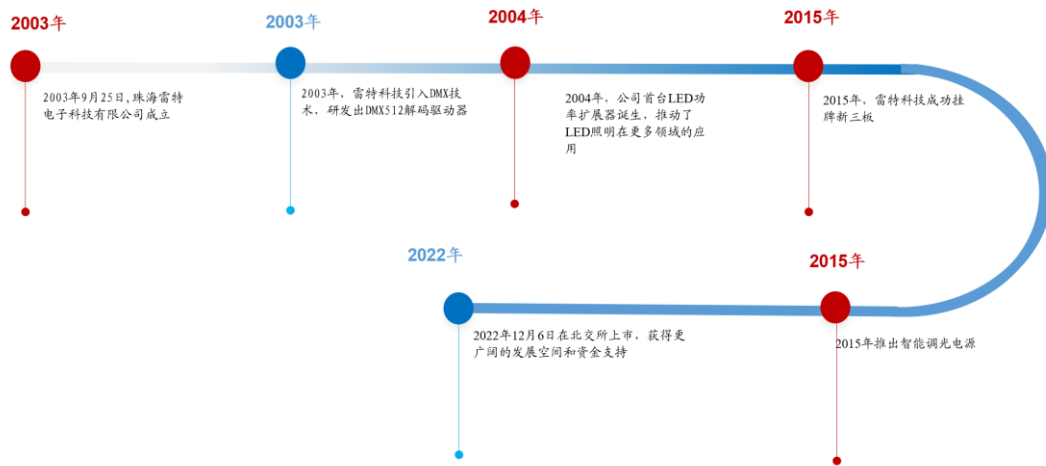 2003年
2003年9月25日,珠海雷特
电子科技有限公司成立
2003年
2003年，雷特科技引入DMX技
术，研发出DMX512解码驱动器
2004年
2004年，公司首台LED功
率扩展器诞生，推动了
LED照明在更多领域的应
用
2015年
2015年，雷特科技成功挂
牌新三板
2015年
2015年推出智能调光电源
2022年
2022年12月6日在北交所上市，获得更
广阔的发展空间和资金支持